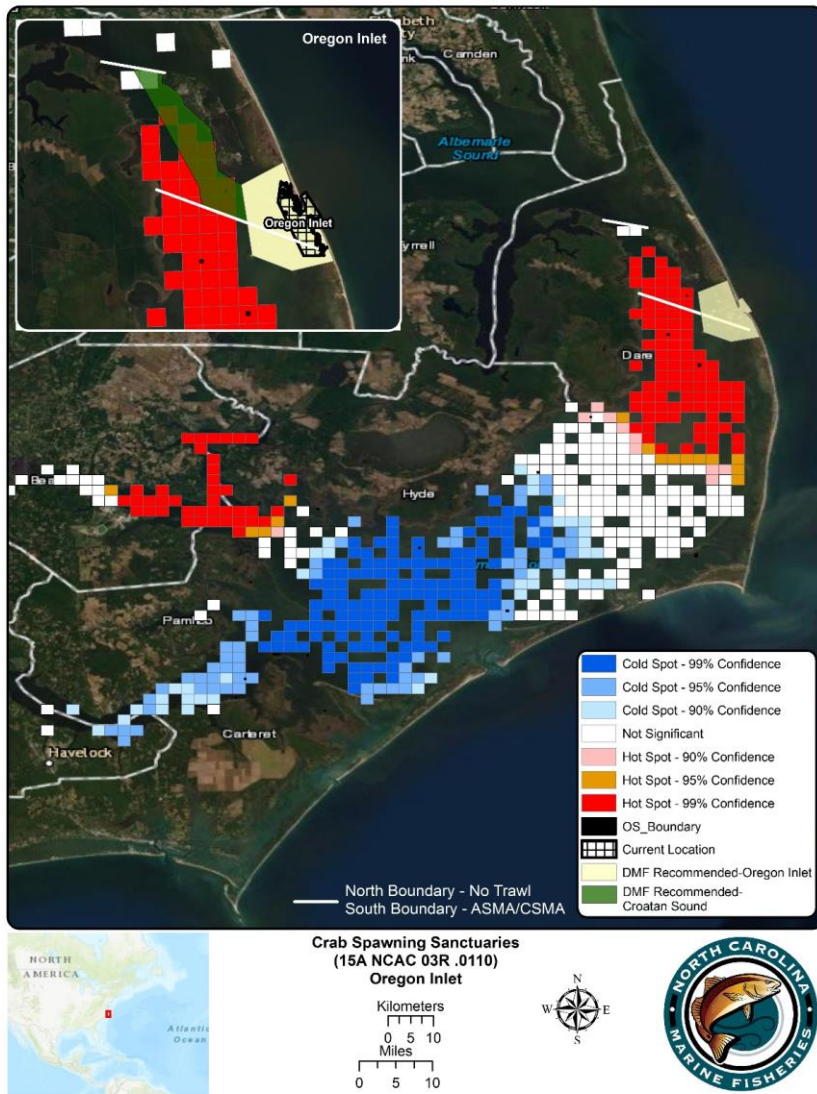 Oregon Inlet
Camden
Albemarle
Sound
Oregon Inlet
Dare
Hyde
Carteret
Havelock
Cold Spot - 99% Confidence
Cold Spot - 95% Confidence
Cold Spot - 90% Confidence
Not Significant
Hot Spot - 90% Confidence
Hot Spot - 95% Confidence
Hot Spot - 99% Confidence
OS_Boundary
Current Location
DMF Recommended-Oregon Inlet
DMF Recommended-
Croatan Sound
North Boundary - No Trawl
South Boundary - ASMA/CSMA
NORTH
AMERICA
Atlantic
Ocean
Crab Spawning Sanctuaries
(15A NCAC 03R .0110)
Oregon Inlet
Kilometers
0 5 10
Miles
0 5 10
N
W E
S
NORTH CAROLINA
MARINE FISHERIES